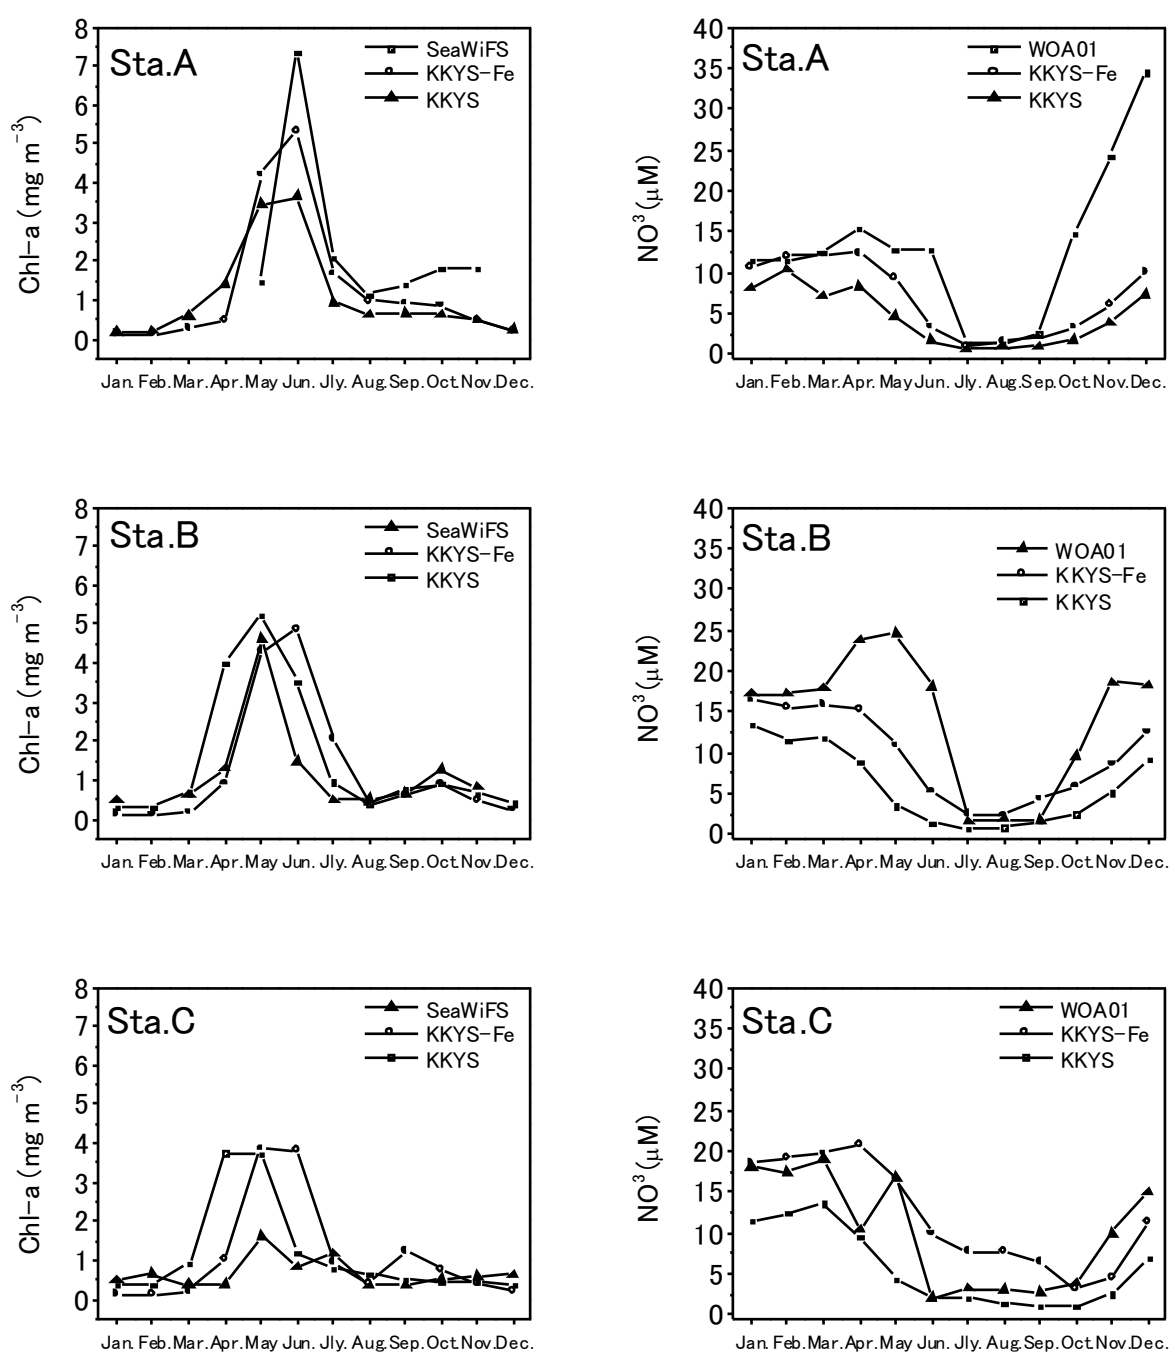 Sta.A
SeaWiFS
KKYS-Fe
KKYS
Chl-a (mg m⁻³)
8
7
6
5
4
3
2
1
0
Jan. Feb. Mar. Apr. May Jun. Jly. Aug. Sep. Oct. Nov. Dec.
Sta.A
WOA01
KKYS-Fe
KKYS
NO³ (μM)
40
35
30
25
20
15
10
5
0
Jan. Feb. Mar. Apr. May Jun. Jly. Aug. Sep. Oct. Nov. Dec.
Sta.B
SeaWiFS
KKYS-Fe
KKYS
Chl-a (mg m⁻³)
8
7
6
5
4
3
2
1
0
Jan. Feb. Mar. Apr. May Jun. Jly. Aug. Sep. Oct. Nov. Dec.
Sta.B
WOA01
KKYS-Fe
KKYS
NO³ (μM)
40
35
30
25
20
15
10
5
0
Jan. Feb. Mar. Apr. May Jun. Jly. Aug. Sep. Oct. Nov. Dec.
Sta.C
SeaWiFS
KKYS-Fe
KKYS
Chl-a (mg m⁻³)
8
7
6
5
4
3
2
1
0
Jan. Feb. Mar. Apr. May Jun. Jly. Aug. Sep. Oct. Nov. Dec.
Sta.C
WOA01
KKYS-Fe
KKYS
NO³ (μM)
40
35
30
25
20
15
10
5
0
Jan. Feb. Mar. Apr. May Jun. Jly. Aug. Sep. Oct. Nov. Dec.